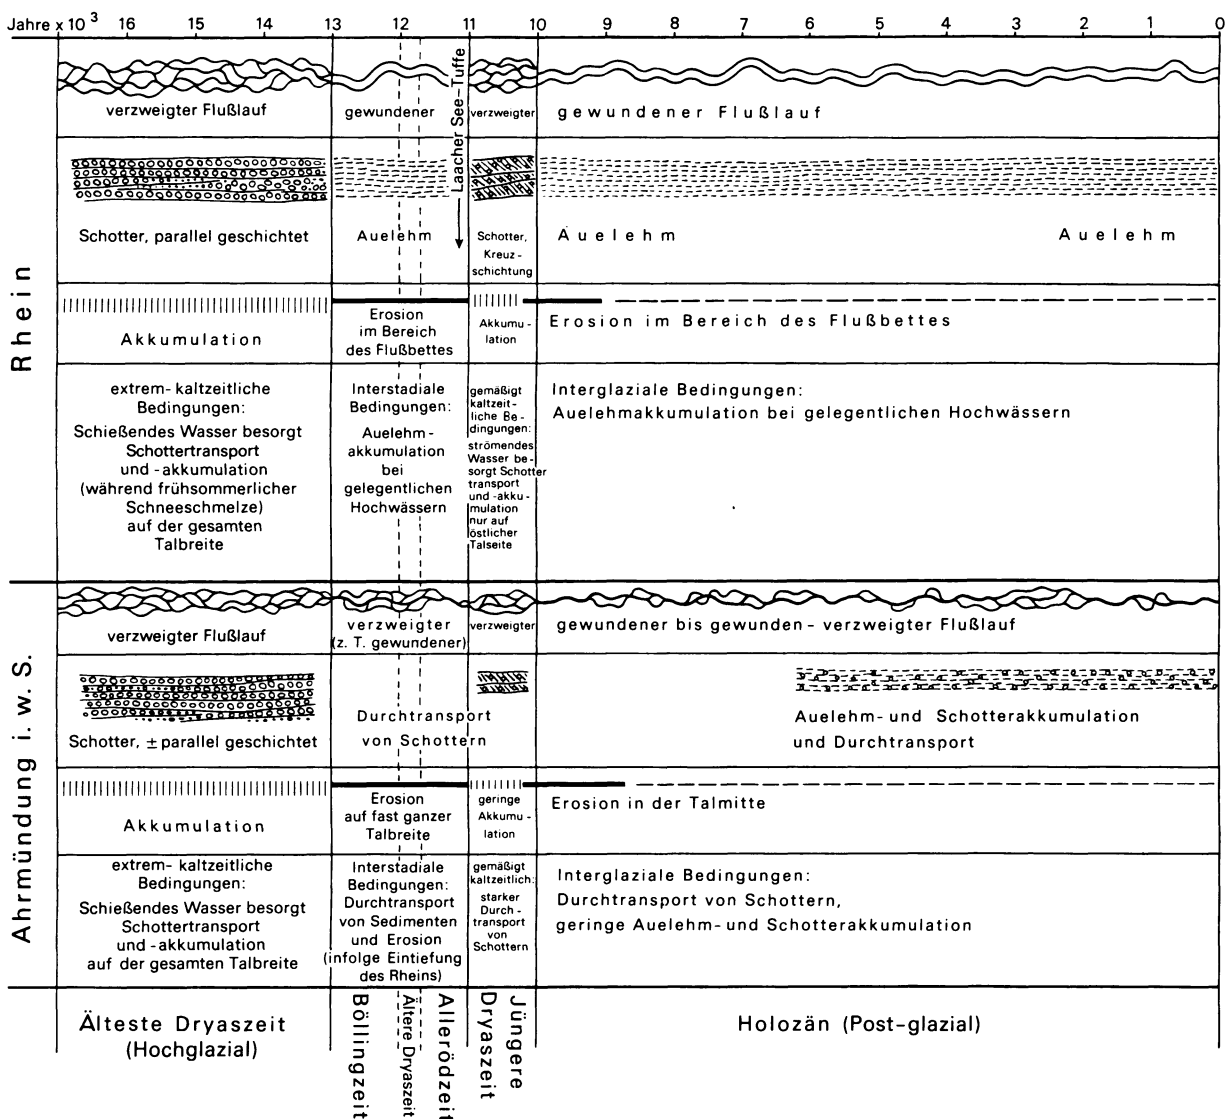 Jahre x 10 3 16 15 14 13 12 11 10 9 8 7 6 5 4 3 2 1 0
Rhein
verzweigter Flußlauf
gewundener
Laacher See-Tuffe
verzweigter
gewundener Flußlauf
Schotter, parallel geschichtet
Auelehm
Schotter,
Kreuz-
schichtung
Auelehm
Auelehm
Akkumulation
Erosion
im Bereich
des Flußbettes
Akkumu-
lation
Erosion im Bereich des Flußbettes
extrem-kaltzeitliche
Bedingungen:
Schießendes Wasser besorgt
Schottertransport
und -akkumulation
(während frühsommerlicher
Schneeschmelze)
auf der gesamten
Talbreite
Interstadiale
Bedingungen:
Auelehm-
akkumulation
bei
gelegentlichen
Hochwässern
gemäßigt
kaltzeit-
liche Be-
dingungen:
strömendes
Wasser be-
sorgt Schotter
transport
und -akku-
mulation
nur auf
östlicher
Talseite
Interglaziale Bedingungen:
Auelehmakkumulation bei gelegentlichen Hochwässern
Ahrmündung i. w. S.
verzweigter Flußlauf
verzweigter
(z. T. gewundener)
verzweigter
gewundener bis gewunden-verzweigter Flußlauf
Schotter, ± parallel geschichtet
Durchtransport
von Schottern
Auelehm- und Schotterakkumulation
und Durchtransport
Akkumulation
Erosion
auf fast ganzer
Talbreite
geringe
Akkumu-
lation
Erosion in der Talmitte
extrem-kaltzeitliche
Bedingungen:
Schießendes Wasser besorgt
Schottertransport
und -akkumulation
auf der gesamten Talbreite
Interstadiale
Bedingungen:
Durchtransport
von Sedimenten
und Erosion
(infolge Eintiefung
des Rheins)
gemäßigt
kaltzeitlich:
starker
Durch-
transport
von
Schottern
Interglaziale Bedingungen:
Durchtransport von Schottern,
geringe Auelehm- und Schotterakkumulation
Älteste Dryaszeit
(Hochglazial)
Böllingzeit
Ältere Dryaszeit
Allerödzeit
Jüngere
Dryaszeit
Holozän (Post-glazial)